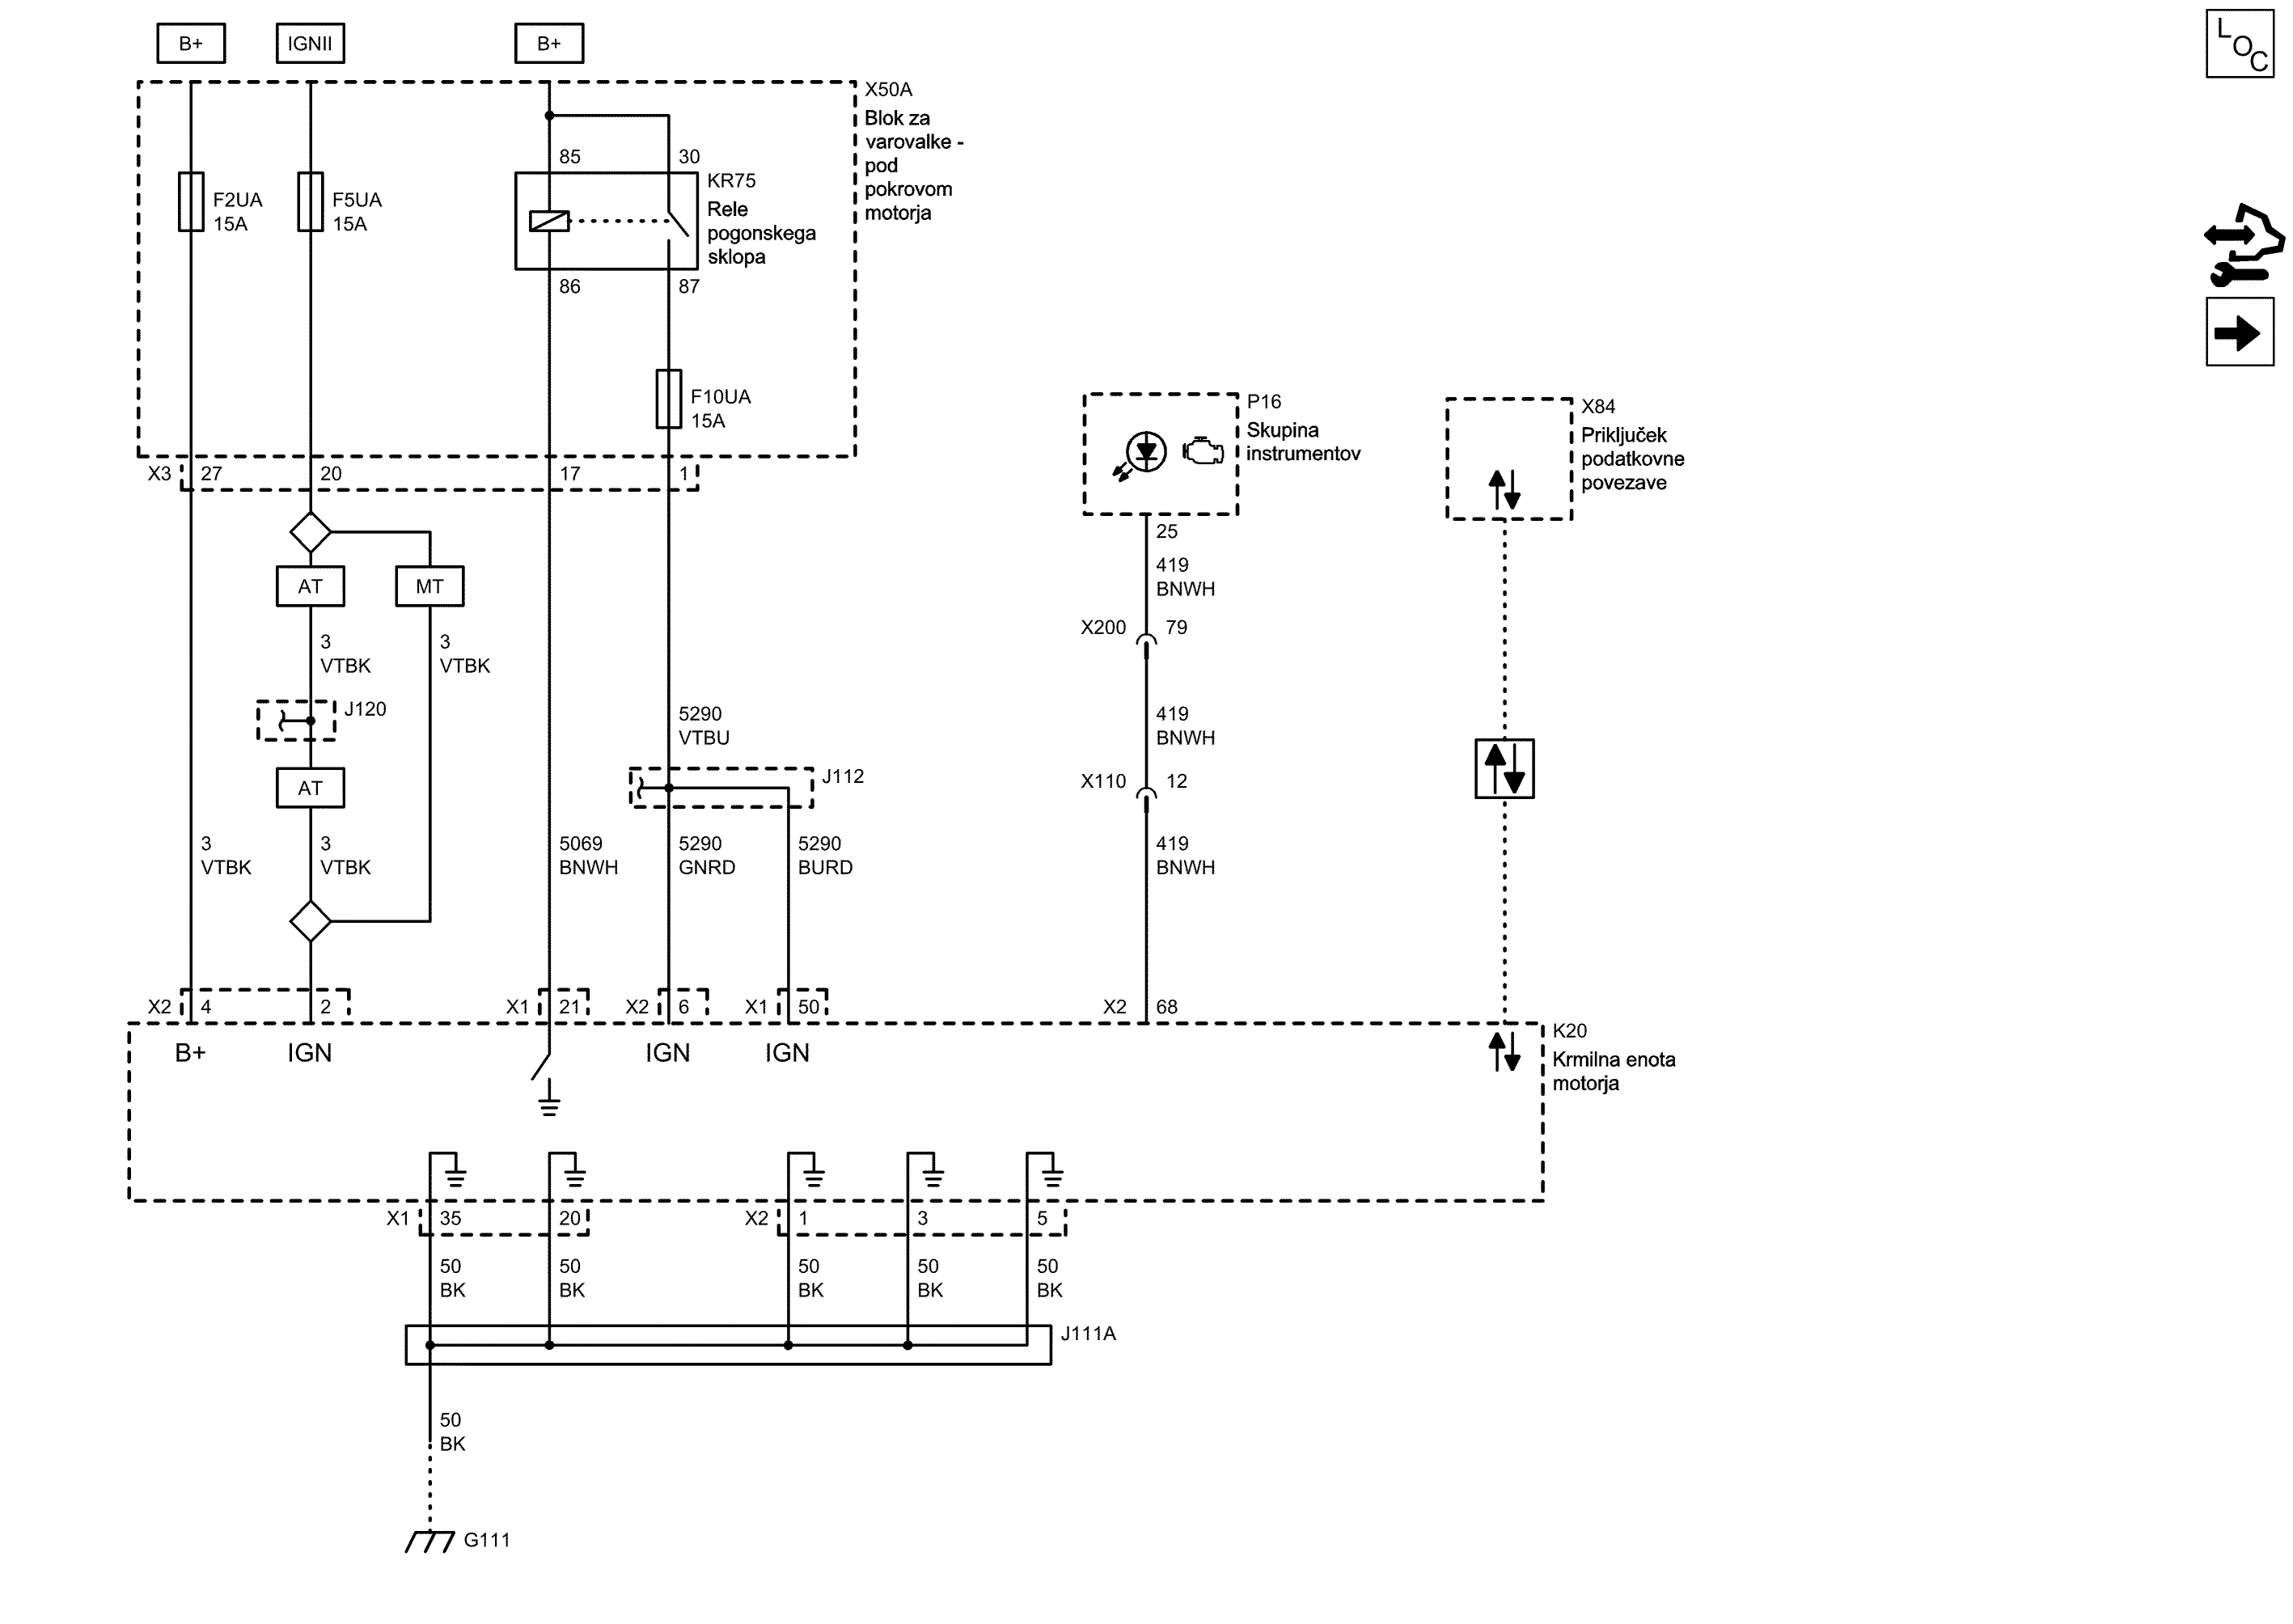 B+
IGNII
B+
L
O
C
X50A
Blok za
varovalke -
pod
pokrovom
motorja
85
30
KR75
Rele
pogonskega
sklopa
F2UA
15A
F5UA
15A
86
87
F10UA
15A
P16
Skupina
instrumentov
X84
Priključek
podatkovne
povezave
X3
27
20
17
1
25
419
BNWH
AT
MT
X200
79
3
VTBK
3
VTBK
J120
5290
VTBU
419
BNWH
J112
AT
X110
12
3
VTBK
3
VTBK
5069
BNWH
5290
GNRD
5290
BURD
419
BNWH
X2
4
2
X1
21
X2
6
X1
50
X2
68
B+
IGN
IGN
IGN
K20
Krmilna enota
motorja
X1
35
20
X2
1
3
5
50
BK
50
BK
50
BK
50
BK
50
BK
J111A
50
BK
G111